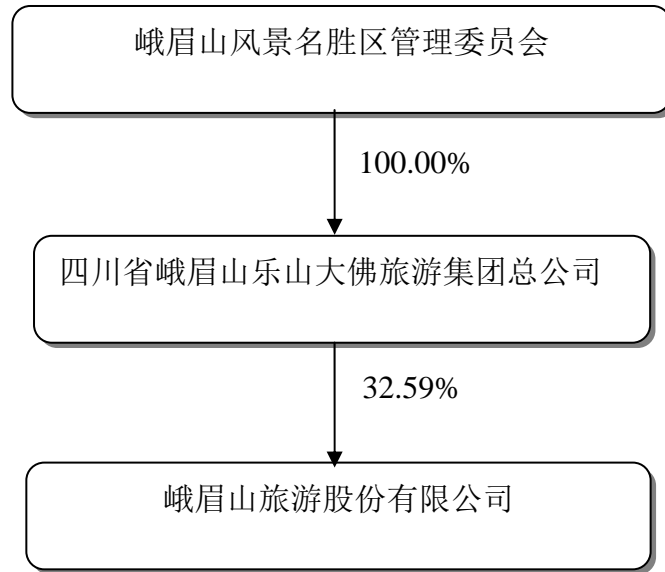 峨眉山风景名胜区管理委员会
100.00%
四川省峨眉山乐山大佛旅游集团总公司
32.59%
峨眉山旅游股份有限公司